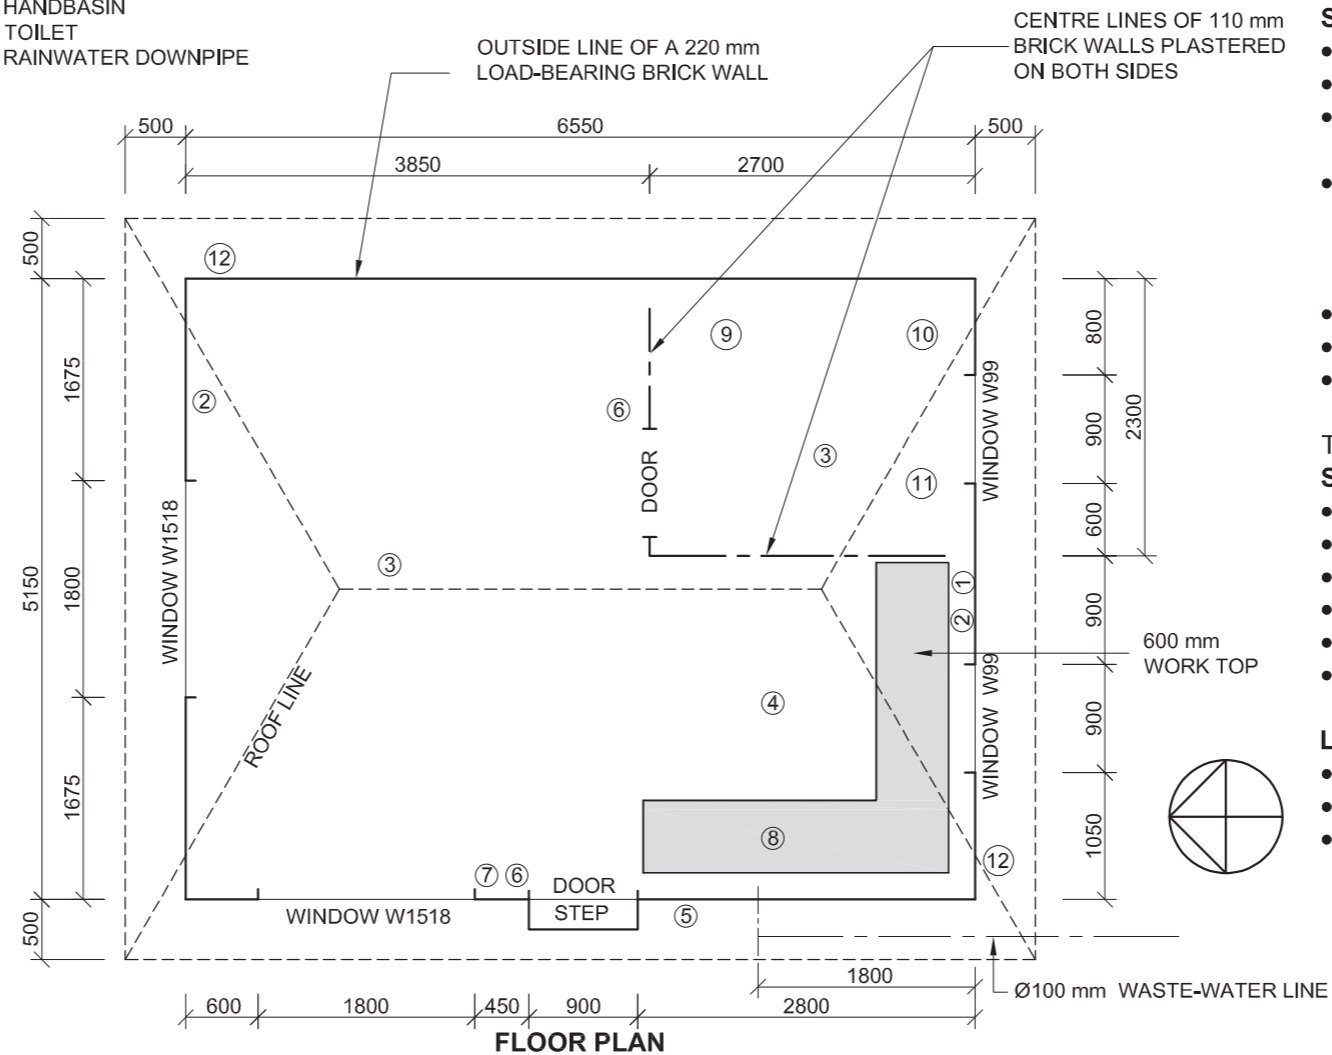 HANDBASIN
TOILET
RAINWATER DOWNPIPE
OUTSIDE LINE OF A 220 mm
LOAD-BEARING BRICK WALL
CENTRE LINES OF 110 mm
BRICK WALLS PLASTERED
ON BOTH SIDES
S
500
6550
500
3850
2700
500
12
9
10
800
1675
2
6
WINDOW W99
900
2300
3
DOOR
11
T
S
WINDOW W1518
600
3
5150
1800
1
2
900
600 mm
WORK TOP
ROOF LINE
4
WINDOW W99
900
L
1675
8
1050
12
7
6
DOOR
STEP
WINDOW W1518
5
500
1800
Ø100 mm WASTE-WATER LINE
600
1800
450
900
2800
FLOOR PLAN